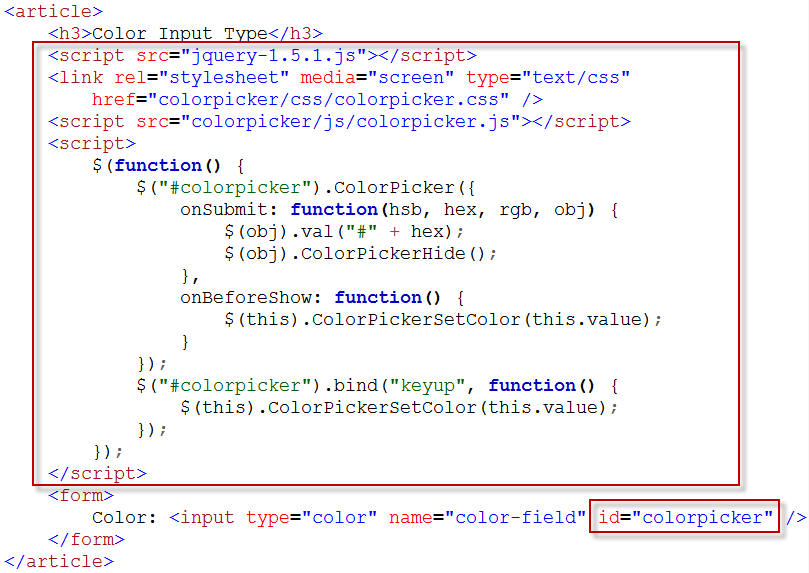 <article>
    <h3>Color Input Type</h3>
    <script src="jquery-1.5.1.js"></script>
    <link rel="stylesheet" media="screen" type="text/css"
        href="colorpicker/css/colorpicker.css" />
    <script src="colorpicker/js/colorpicker.js"></script>
    <script>
        $(function() {
            $("#colorpicker").ColorPicker({
                onSubmit: function(hsb, hex, rgb, obj) {
                    $(obj).val("#" + hex);
                    $(obj).ColorPickerHide();
                },
                onBeforeShow: function() {
                    $(this).ColorPickerSetColor(this.value);
                }
            });
            $("#colorpicker").bind("keyup", function() {
                $(this).ColorPickerSetColor(this.value);
            });
        });
    </script>
    <form>
        Color: <input type="color" name="color-field" id="colorpicker" />
    </form>
</article>